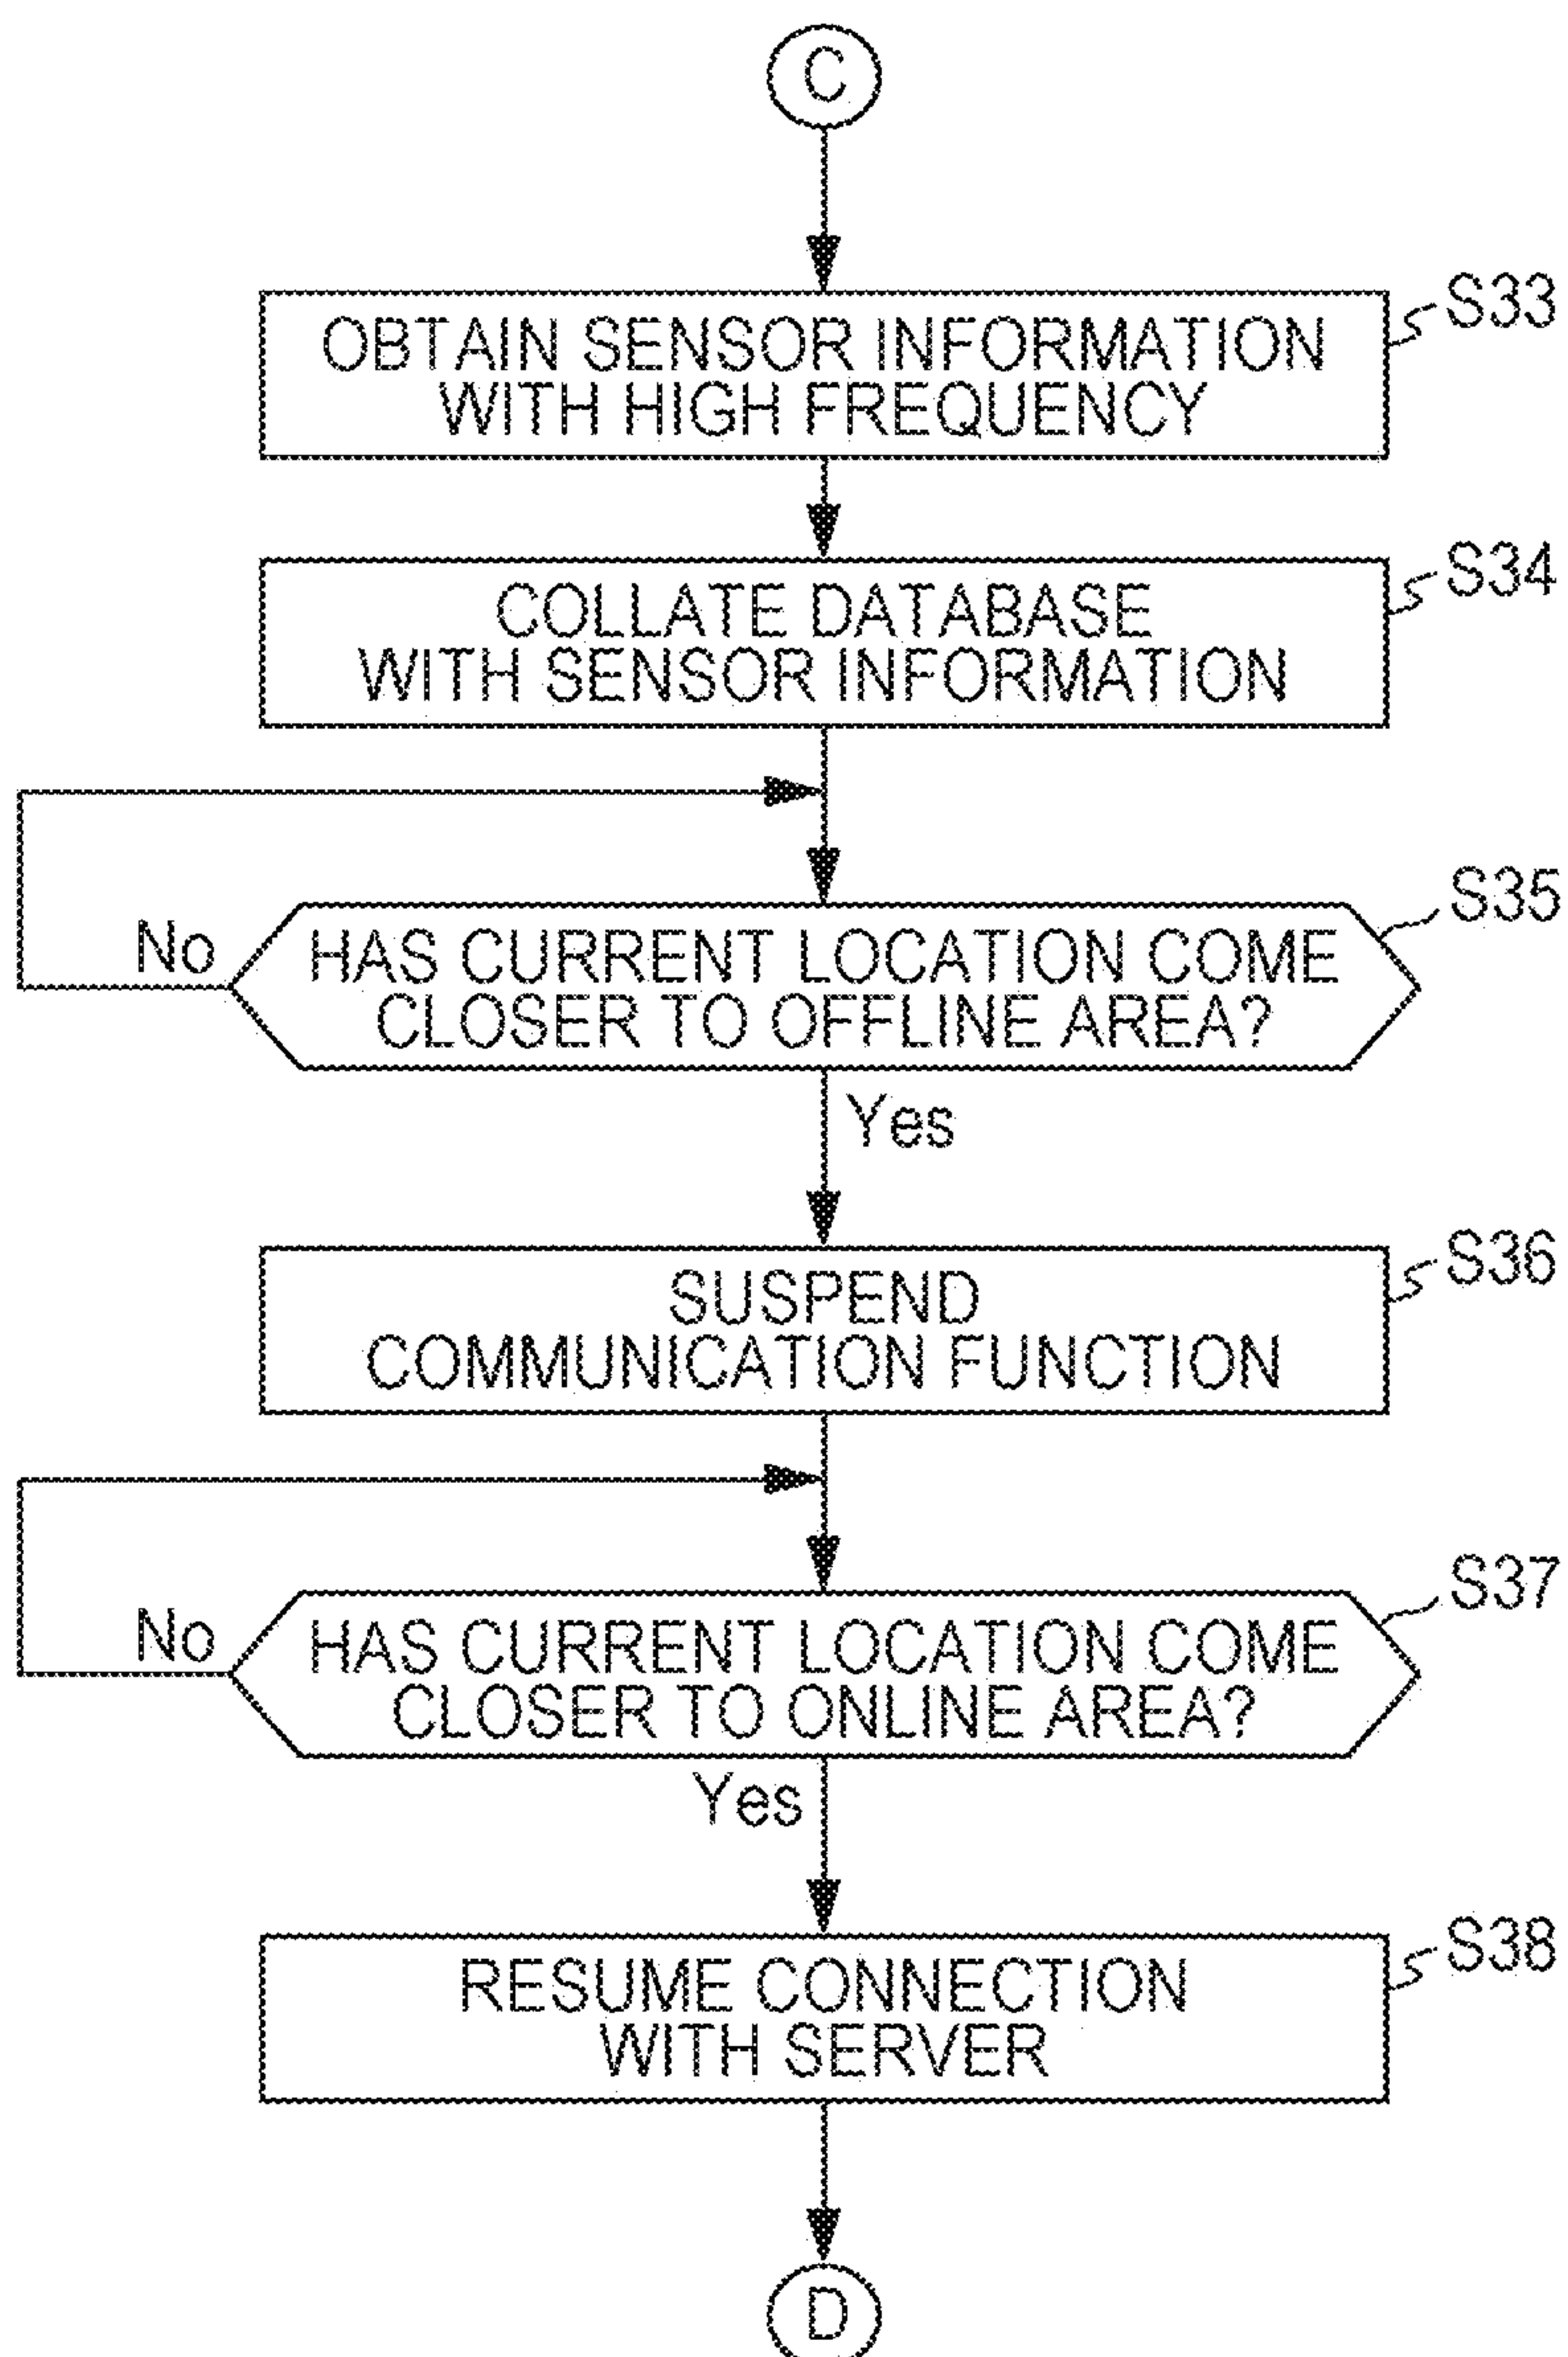 C
OBTAIN SENSOR INFORMATION
WITH HIGH FREQUENCY
S33
COLLATE DATABASE
WITH SENSOR INFORMATION
S34
HAS CURRENT LOCATION COME
CLOSER TO OFFLINE AREA?
S35
No
Yes
SUSPEND
COMMUNICATION FUNCTION
S36
HAS CURRENT LOCATION COME
CLOSER TO ONLINE AREA?
S37
No
Yes
RESUME CONNECTION
WITH SERVER
S38
D